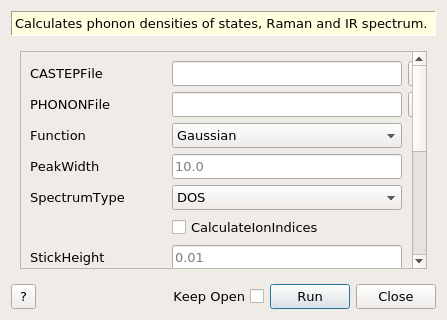 Calculates phonon densities of states, Raman and IR spectrum.
CASTEPFile
PHONONFile
Function Gaussian
PeakWidth 10.0
SpectrumType DOS
CalculateIonIndices
StickHeight 0.01
? Keep Open Run Close